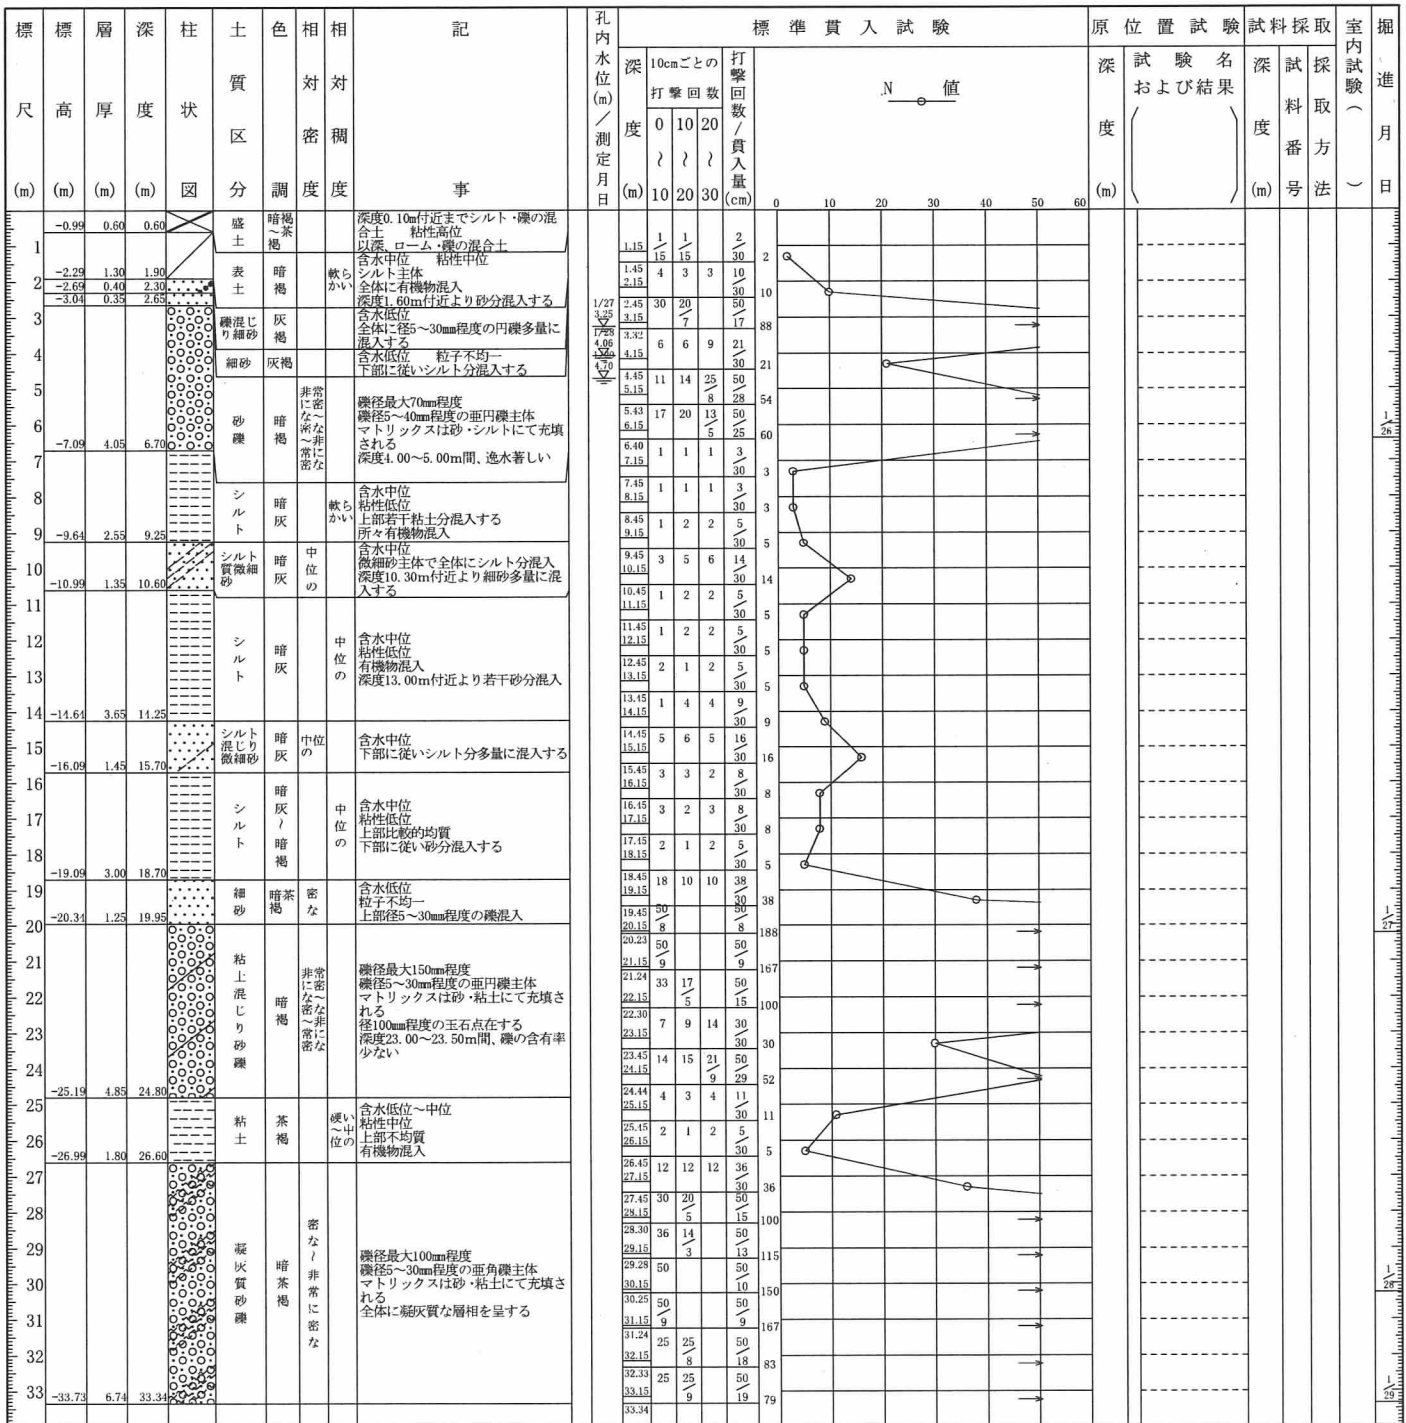 標尺(m)
標高(m)
層厚(m)
深度(m)
柱状図
土質区分
色調
相対密度
相対稠度
記事
孔内水位(m)／測定月日
標準貫入試験
深度(m)
10cmごとの打撃回数
0～10 10～20 20～30
打撃回数/貫入量(cm)
N 値
0 10 20 30 40 50 60
原位置試験
深度(m)
試験名および結果
試料採取
深度(m)
試料番号
採取方法
室内試験( )
掘進月日
-0.99 0.60 0.60
盛土
暗褐～茶褐
深度0.10m付近までシルト・礫の混
合土 粘性高位
以深、ローム・礫の混合土
-2.29 1.30 1.90
表土
暗褐
軟らかい
含水中位 粘性中位
シルト主体
全体に有機物混入
深度1.60m付近より砂分混入する
-2.69 0.40 2.30
礫混じり細砂
灰褐
含水低位
全体に径5～30mm程度の円礫多量に
混入する
-3.04 0.35 2.65
細砂
灰褐
含水低位 粒子不均一
下部に従いシルト分混入する
-7.09 4.05 6.70
砂礫
暗褐
非常に密な～密な～非常に密な
礫径最大70mm程度
礫径5～40mm程度の亜円礫主体
マトリックスは砂・シルトにて充填
される
深度4.00～5.00m間、逸水著しい
-9.64 2.55 9.25
シルト
暗灰
軟らかい
含水中位
粘性低位
上部若干粘土分混入する
所々有機物混入
-10.99 1.35 10.60
シルト質微細砂
暗灰
中位の
含水中位
微細砂主体で全体にシルト分混入
深度10.30m付近より細砂多量に混
入する
-14.64 3.65 14.25
シルト
暗灰
中位の
含水中位
粘性低位
有機物混入
深度13.00m付近より若干砂分混入
-16.09 1.45 15.70
シルト混じり微細砂
暗灰
中位の
含水中位
下部に従いシルト分多量に混入する
-19.09 3.00 18.70
シルト
暗灰～暗褐
中位の
含水中位
粘性低位
上部比較的均質
下部に従い砂分混入する
-20.34 1.25 19.95
細砂
暗茶褐
密な
含水低位
粒子不均一
上部径5～30mm程度の礫混入
-25.19 4.85 24.80
粘土混じり砂礫
暗褐
非常に密な～密な～非常に密な
礫径最大150mm程度
礫径5～30mm程度の亜円礫主体
マトリックスは砂・粘土にて充填さ
れる
径100mm程度の玉石点在する
深度23.00～23.50m間、礫の含有率
少ない
-26.99 1.80 26.60
粘土
茶褐
硬い～中位の
含水低位～中位
粘性中位
上部不均質
有機物混入
-33.73 6.74 33.34
凝灰質砂礫
暗茶褐
密な～非常に密な
礫径最大100mm程度
礫径5～30mm程度の亜角礫主体
マトリックスは砂・粘土にて充填さ
れる
全体に凝灰質な層相を呈する
1 2 3 4 5 6 7 8 9 10 11 12 13 14 15 16 17 18 19 20 21 22 23 24 25 26 27 28 29 30 31 32 33
1/27
3.25
1/28
4.06
4.70
1.15 1/15 1/15 2/30 2
1.45
2.15 4 3 3 10/30 10
2.45
3.15 30 20/7 50/17 88
3.32
4.15 6 6 9 21/30 21
4.45
5.15 11 14 25/8 50/28 54
5.43
6.15 17 20 13/5 50/25 60
6.40
7.15 1 1 1 3/30 3
7.45
8.15 1 1 1 3/30 3
8.45
9.15 1 2 2 5/30 5
9.45
10.15 3 5 6 14/30 14
10.45
11.15 1 2 2 5/30 5
11.45
12.15 1 2 2 5/30 5
12.45
13.15 2 1 2 5/30 5
13.45
14.15 1 4 4 9/30 9
14.45
15.15 5 6 5 16/30 16
15.45
16.15 3 3 2 8/30 8
16.45
17.15 3 2 3 8/30 8
17.45
18.15 2 1 2 5/30 5
18.45
19.15 18 10 10 38/30 38
19.45
20.15 50/8 50/8 188
20.23
21.15 50/9 50/9 167
21.24
22.15 33 17/5 50/15 100
22.30
23.15 7 9 14 30/30 30
23.45
24.15 14 15 21/9 50/29 52
24.44
25.15 4 3 4 11/30 11
25.45
26.15 2 1 2 5/30 5
26.45
27.15 12 12 12 36/30 36
27.45
28.15 30 20/5 50/15 100
28.30
29.15 36 14/3 50/13 115
29.28
30.15 50 50/10 150
30.25
31.15 50/9 50/9 167
31.24
32.15 25 25/8 50/18 83
32.33
33.15 25 25/9 50/19 79
33.34
1/26
1/27
1/28
1/29